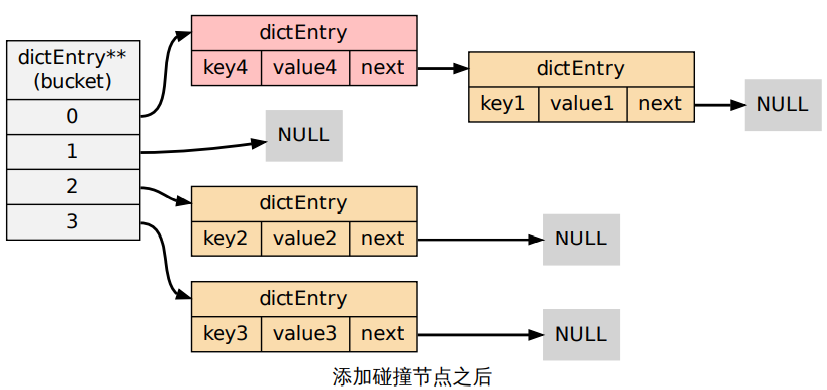 dictEntry**
(bucket)
0
1
2
3
dictEntry
key4 value4 next
dictEntry
key1 value1 next
NULL
NULL
dictEntry
key2 value2 next
NULL
dictEntry
key3 value3 next
NULL
添加碰撞节点之后